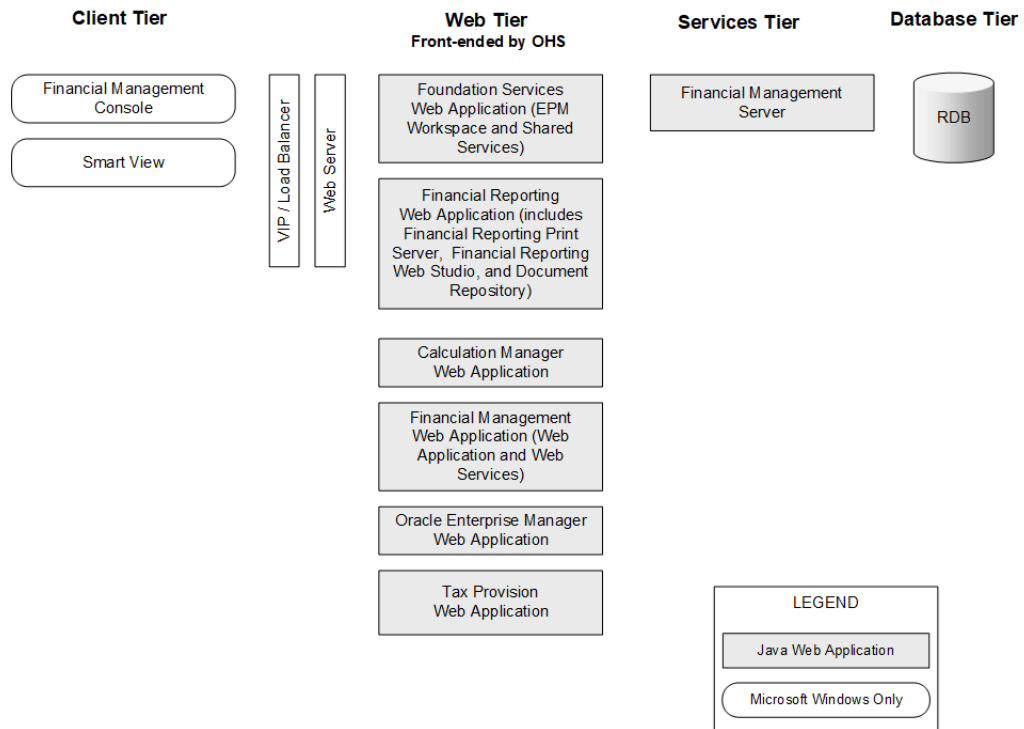 Client Tier
Financial Management
Console
Smart View
VIP / Load Balancer
Web Server
Web Tier
Front-ended by OHS
Foundation Services
Web Application (EPM
Workspace and Shared
Services)
Financial Reporting
Web Application (includes
Financial Reporting Print
Server, Financial Reporting
Web Studio, and Document
Repository)
Calculation Manager
Web Application
Financial Management
Web Application (Web
Application and Web
Services)
Oracle Enterprise Manager
Web Application
Tax Provision
Web Application
Services Tier
Financial Management
Server
Database Tier
RDB
LEGEND
Java Web Application
Microsoft Windows Only